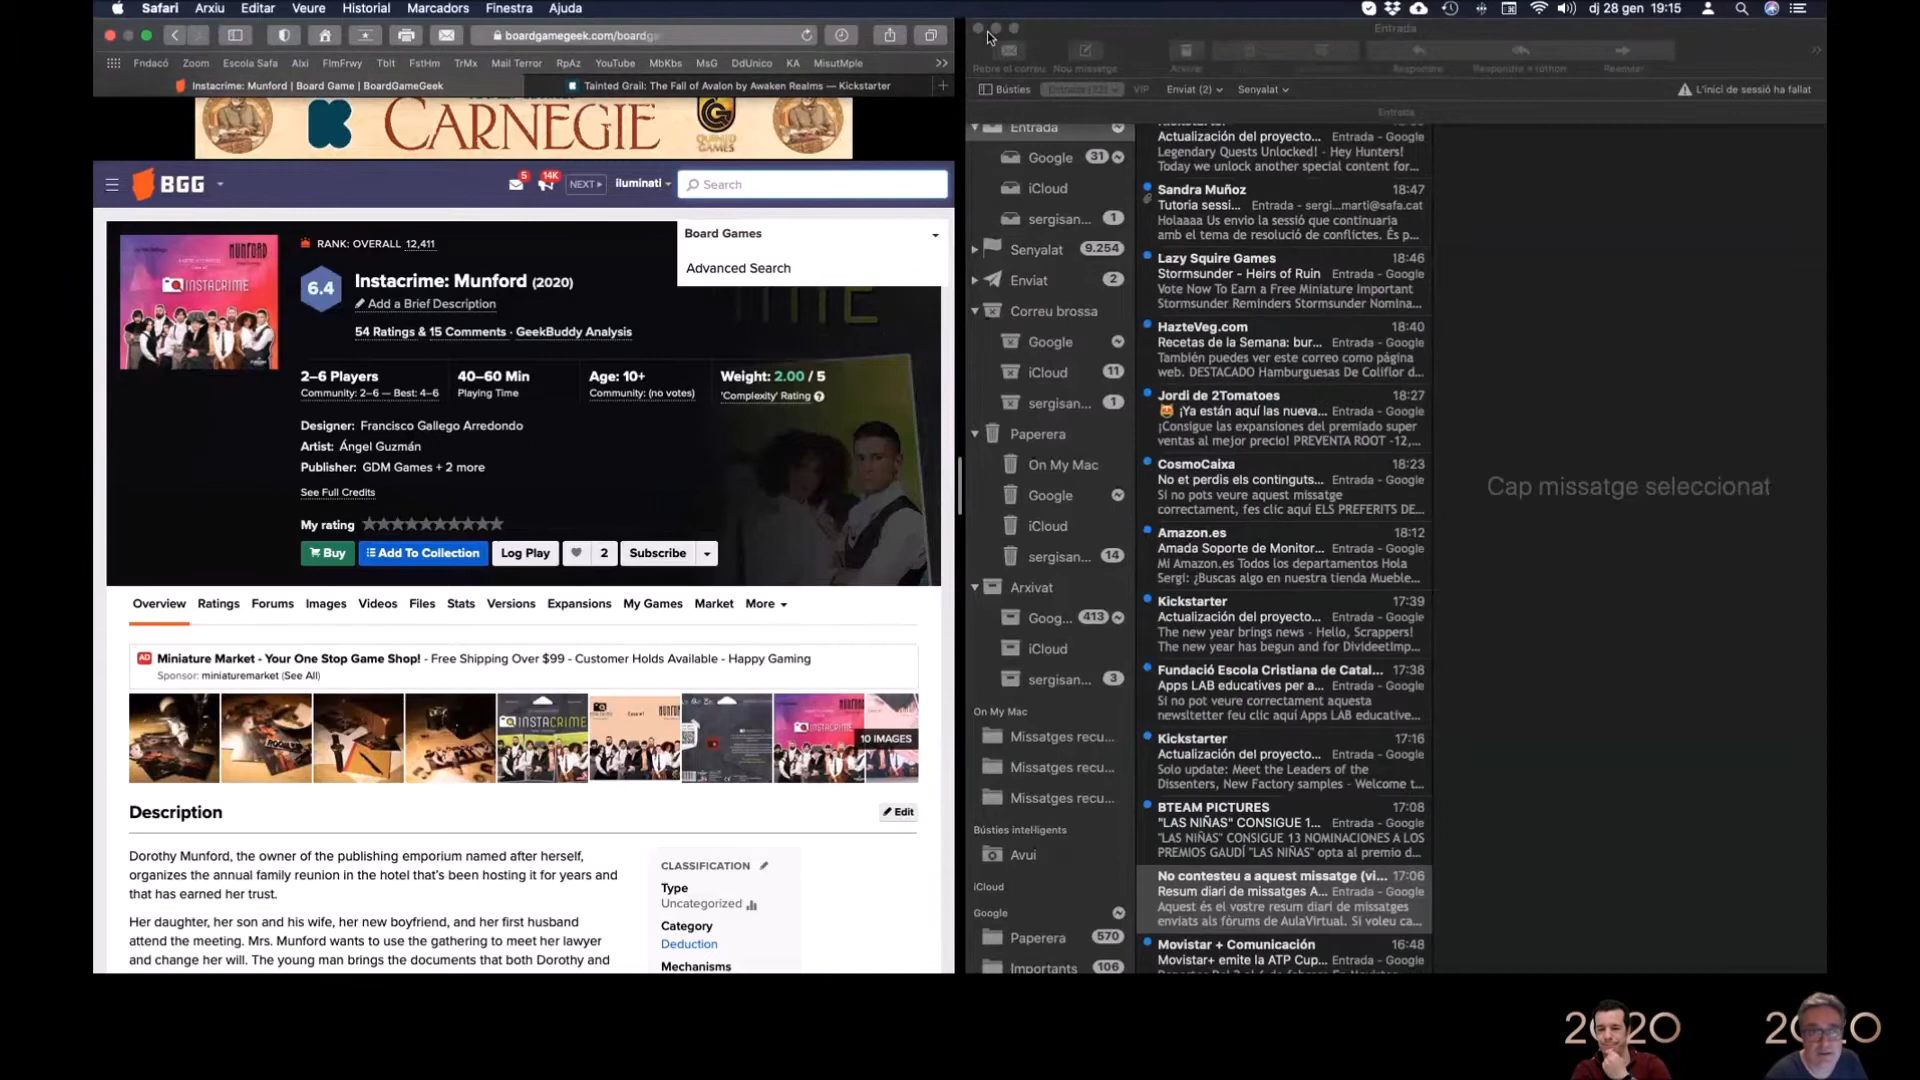 Safari Arxiu Editar Veure Historial Marcadors Finestra Ajuda
dj 28 gen 19:15
boardgamegeek.com/boardg
Fndació Zoom Escola Safa Alxi FlmFrwy TbIt FstHm TrMx Mail Terror RpAz YouTube MbKbs MsG DdUnico KA MisutMple
Instacrime: Munford | Board Game | BoardGameGeek
Tainted Grail: The Fall of Avalon by Awaken Realms — Kickstarter
CARNEGIE
QUINED GAMES
BGG
5
14K
NEXT
iluminati
Search
Board Games
Advanced Search
RANK: OVERALL 12,411
6.4
Instacrime: Munford (2020)
Add a Brief Description
54 Ratings & 15 Comments · GeekBuddy Analysis
2–6 Players
Community: 2–6 — Best: 4–6
40–60 Min
Playing Time
Age: 10+
Community: (no votes)
Weight: 2.00 / 5
'Complexity' Rating
Designer: Francisco Gallego Arredondo
Artist: Ángel Guzmán
Publisher: GDM Games + 2 more
See Full Credits
My rating
Buy
Add To Collection
Log Play
2
Subscribe
MUNFORD
INSTACRIME
Overview Ratings Forums Images Videos Files Stats Versions Expansions My Games Market More
AD Miniature Market - Your One Stop Game Shop! - Free Shipping Over $99 - Customer Holds Available - Happy Gaming
Sponsor: miniaturemarket (See All)
INSTACRIME
10 IMAGES
Description
Edit
Dorothy Munford, the owner of the publishing emporium named after herself,
organizes the annual family reunion in the hotel that's been hosting it for years and
that has earned her trust.
Her daughter, her son and his wife, her new boyfriend, and her first husband
attend the meeting. Mrs. Munford wants to use the gathering to meet her lawyer
and change her will. The young man brings the documents that both Dorothy and
CLASSIFICATION
Type
Uncategorized
Category
Deduction
Mechanisms
Entrada
Rebre el correu
Nou missatge
Arxivar
Respondre
Respondre a tothom
Reenviar
Bústies
Entrada (32)
VIP
Enviat (2)
Senyalat
L'inici de sessió ha fallat
Entrada
Entrada
Google 31
iCloud
sergisan... 1
Senyalat 9.254
Enviat 2
Correu brossa
Google
iCloud 11
sergisan... 1
Paperera
On My Mac
Google
iCloud
sergisan... 14
Arxivat
Goog... 413
iCloud
sergisan... 3
On My Mac
Missatges recu...
Missatges recu...
Missatges recu...
Bústies intel·ligents
Avui
iCloud
Google
Paperera 570
Importants 106
Actualización del proyecto... Entrada - Google
Legendary Quests Unlocked! - Hey Hunters!
Today we unlock another special content for...
Sandra Muñoz 18:47
Tutoria sessi... Entrada - sergi...marti@safa.cat
Holaaaa Us envio la sessió que continuaria
amb el tema de resolució de conflictes. És p...
Lazy Squire Games 18:46
Stormsunder - Heirs of Ruin Entrada - Google
Vote Now To Earn a Free Miniature Important
Stormsunder Reminders Stormsunder Nomina...
HazteVeg.com 18:40
Recetas de la Semana: bur... Entrada - Google
También puedes ver este correo como página
web. DESTACADO Hamburguesas De Coliflor d...
Jordi de 2Tomatoes 18:27
¡Ya están aquí las nueva... Entrada - Google
¡Consigue las expansiones del premiado super
ventas al mejor precio! PREVENTA ROOT -12,...
CosmoCaixa 18:23
No et perdis els continguts... Entrada - Google
Si no pots veure aquest missatge
correctament, fes clic aquí ELS PREFERITS DE...
Amazon.es 18:12
Amada Soporte de Monitor... Entrada - Google
Mi Amazon.es Todos los departamentos Hola
Sergi: ¿Buscas algo en nuestra tienda Mueble...
Kickstarter 17:39
Actualización del proyecto... Entrada - Google
The new year brings news - Hello, Scrappers!
The new year has begun and for DivideetImp...
Fundació Escola Cristiana de Catal... 17:38
Apps LAB educatives per a... Entrada - Google
Si no pots veure correctament aquesta
newsltetter feu clic aquí Apps LAB educative...
Kickstarter 17:16
Actualización del proyecto... Entrada - Google
Solo update: Meet the Leaders of the
Dissenters, New Factory samples - Welcome t...
BTEAM PICTURES 17:08
"LAS NIÑAS" CONSIGUE 1... Entrada - Google
"LAS NIÑAS" CONSIGUE 13 NOMINACIONES A LOS
PREMIOS GAUDÍ "LAS NIÑAS" opta al premio d...
No contesteu a aquest missatge (vi... 17:06
Resum diari de missatges A... Entrada - Google
Aquest és el vostre resum diari de missatges
enviats als fòrums de AulaVirtual. Si voleu ca...
Movistar + Comunicación 16:48
Movistar+ emite la ATP Cup... Entrada - Google
Cap missatge seleccionat
2020
2020